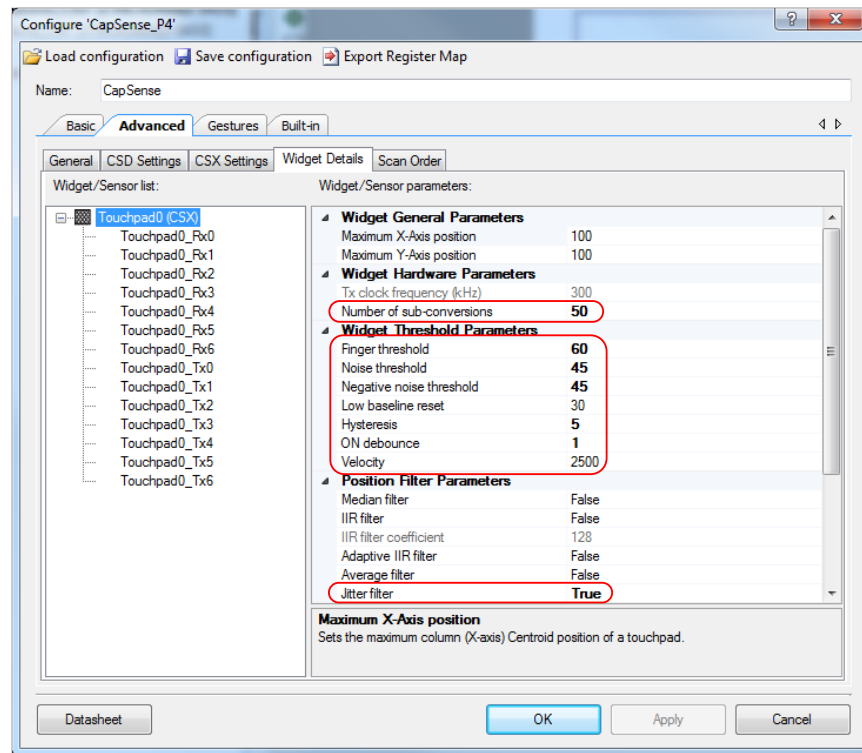 Configure 'CapSense_P4'
Load configuration Save configuration Export Register Map
Name: CapSense
Basic Advanced Gestures Built-in
General CSD Settings CSX Settings Widget Details Scan Order
Widget/Sensor list: Widget/Sensor parameters:
Touchpad0 (CSX)
Touchpad0_Rx0
Touchpad0_Rx1
Touchpad0_Rx2
Touchpad0_Rx3
Touchpad0_Rx4
Touchpad0_Rx5
Touchpad0_Rx6
Touchpad0_Tx0
Touchpad0_Tx1
Touchpad0_Tx2
Touchpad0_Tx3
Touchpad0_Tx4
Touchpad0_Tx5
Touchpad0_Tx6
Widget General Parameters
Maximum X-Axis position 100
Maximum Y-Axis position 100
Widget Hardware Parameters
Tx clock frequency (kHz) 300
Number of sub-conversions 50
Widget Threshold Parameters
Finger threshold 60
Noise threshold 45
Negative noise threshold 45
Low baseline reset 30
Hysteresis 5
ON debounce 1
Velocity 2500
Position Filter Parameters
Median filter False
IIR filter False
IIR filter coefficient 128
Adaptive IIR filter False
Average filter False
Jitter filter True
Maximum X-Axis position
Sets the maximum column (X-axis) Centroid position of a touchpad.
Datasheet OK Apply Cancel